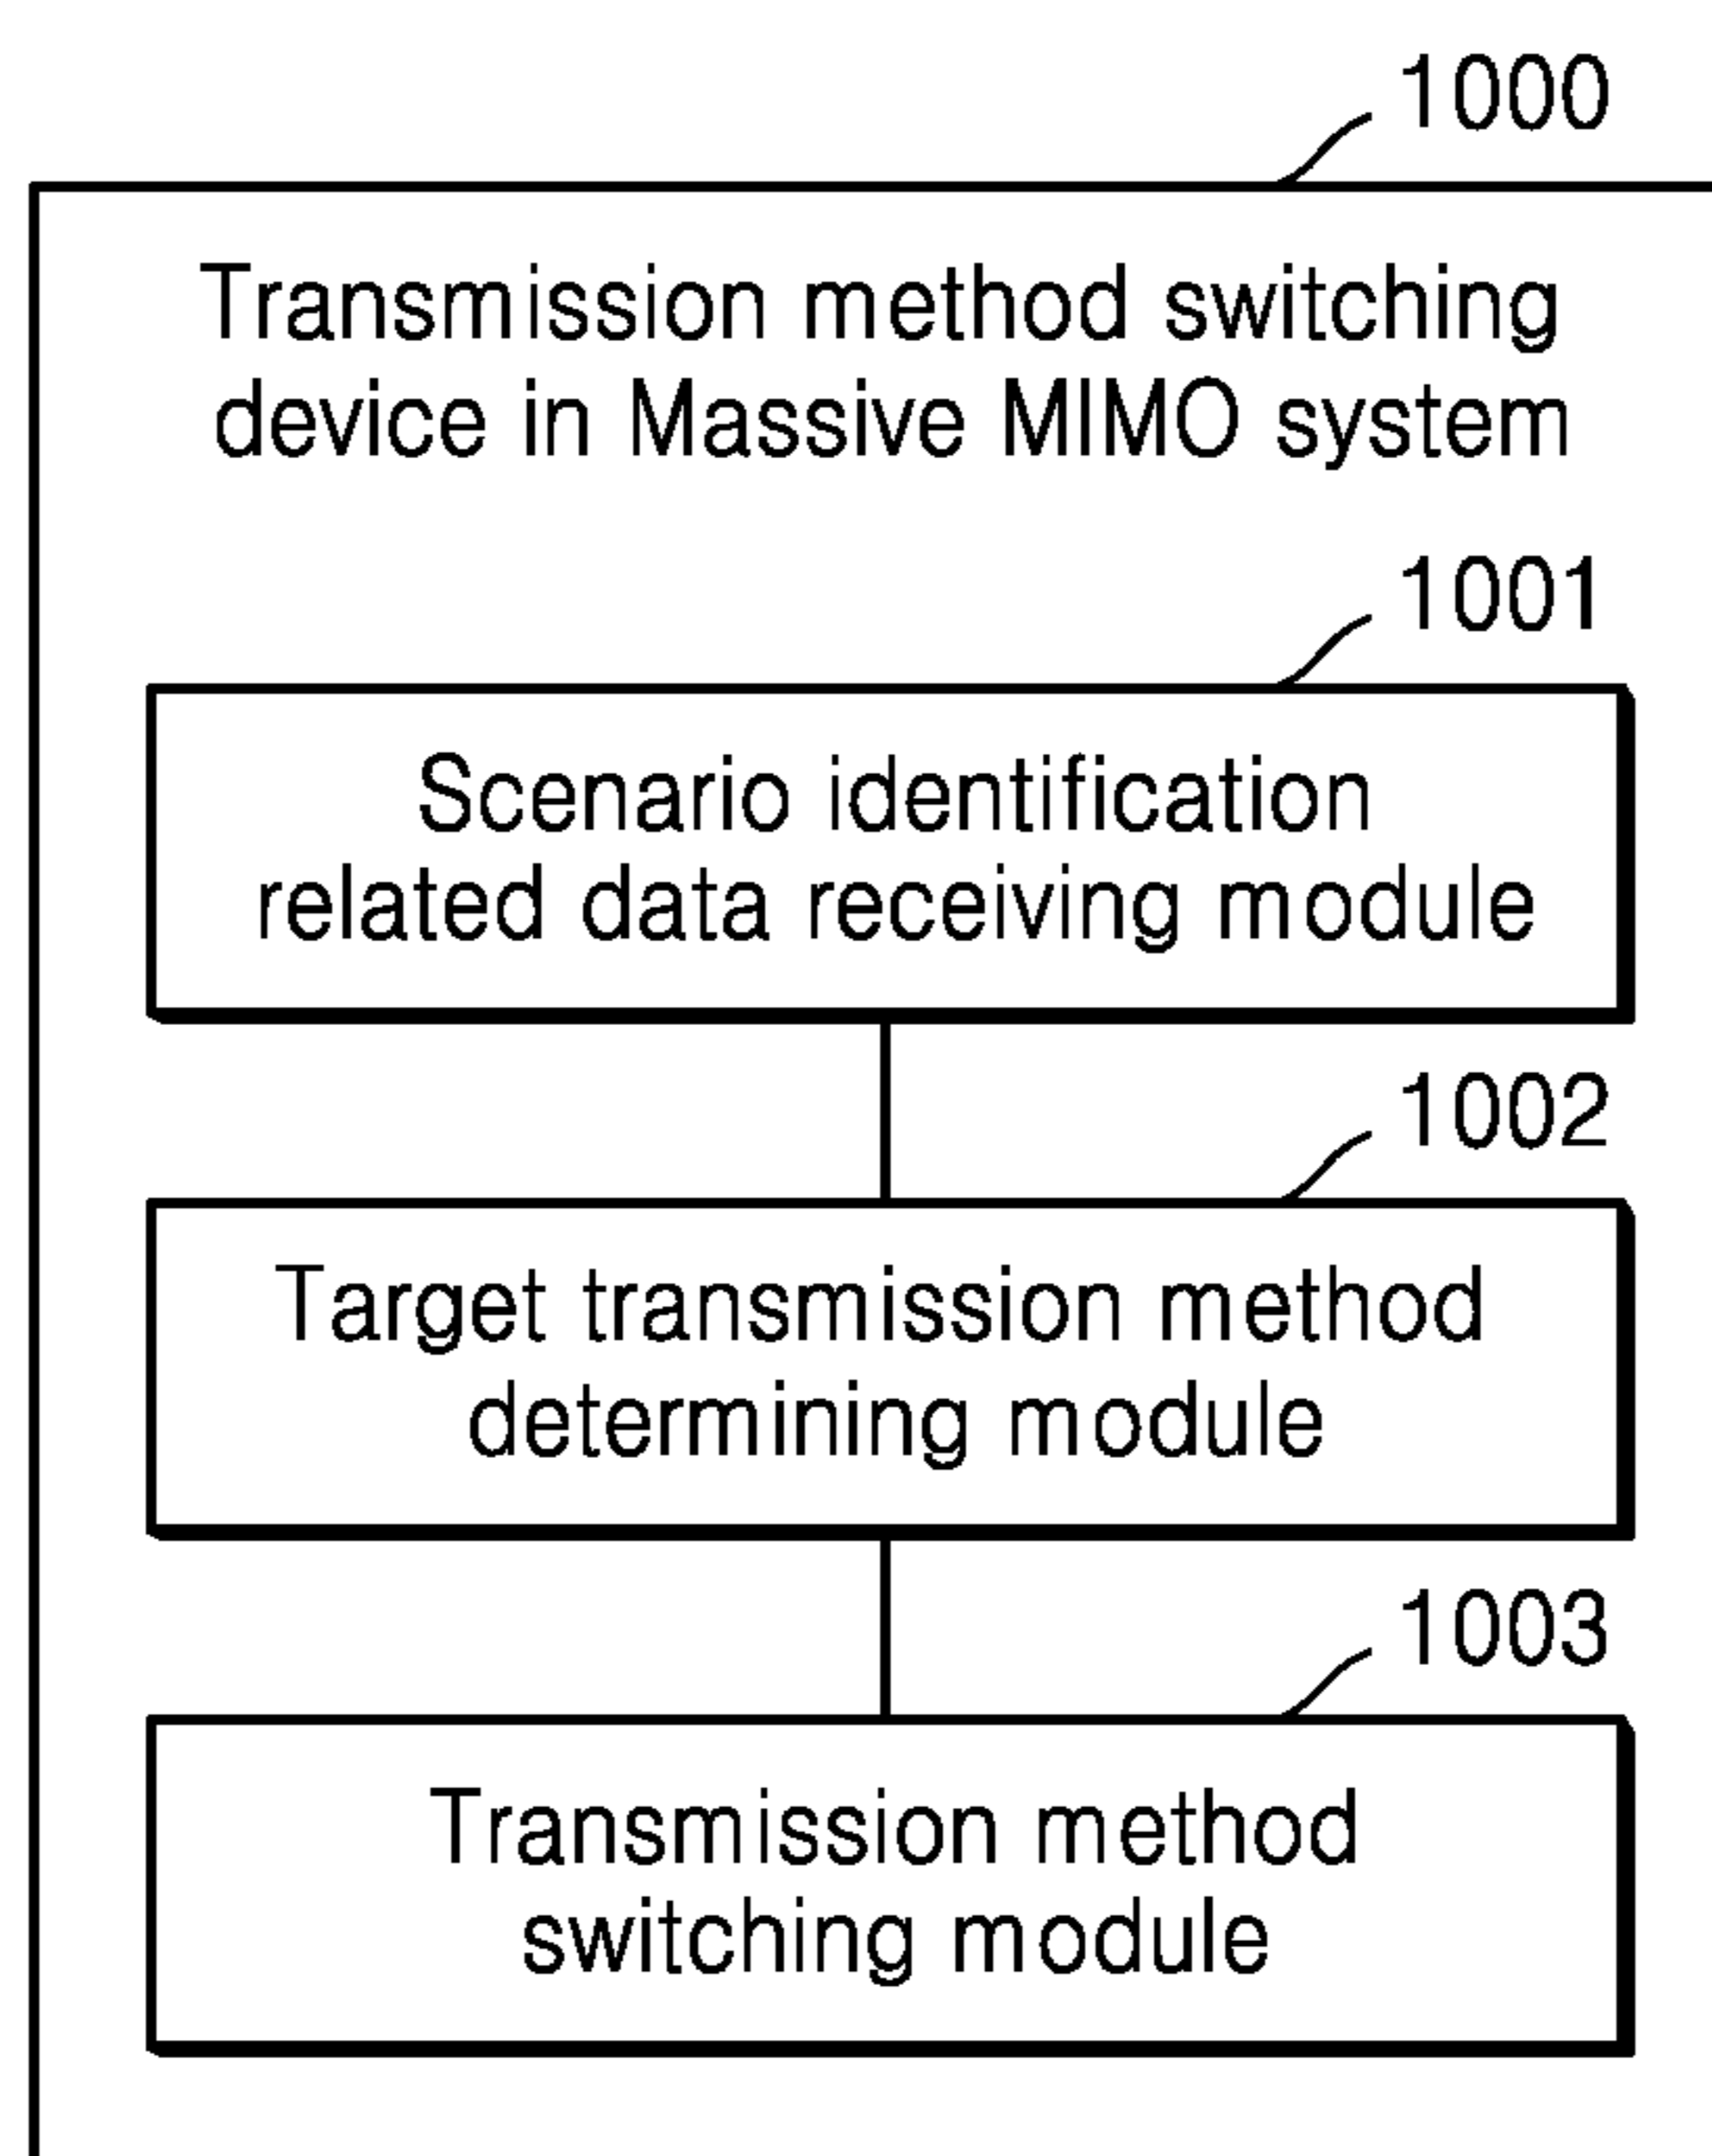 1000
Transmission method switching
device in Massive MIMO system
1001
Scenario identification
related data receiving module
1002
Target transmission method
determining module
1003
Transmission method
switching module